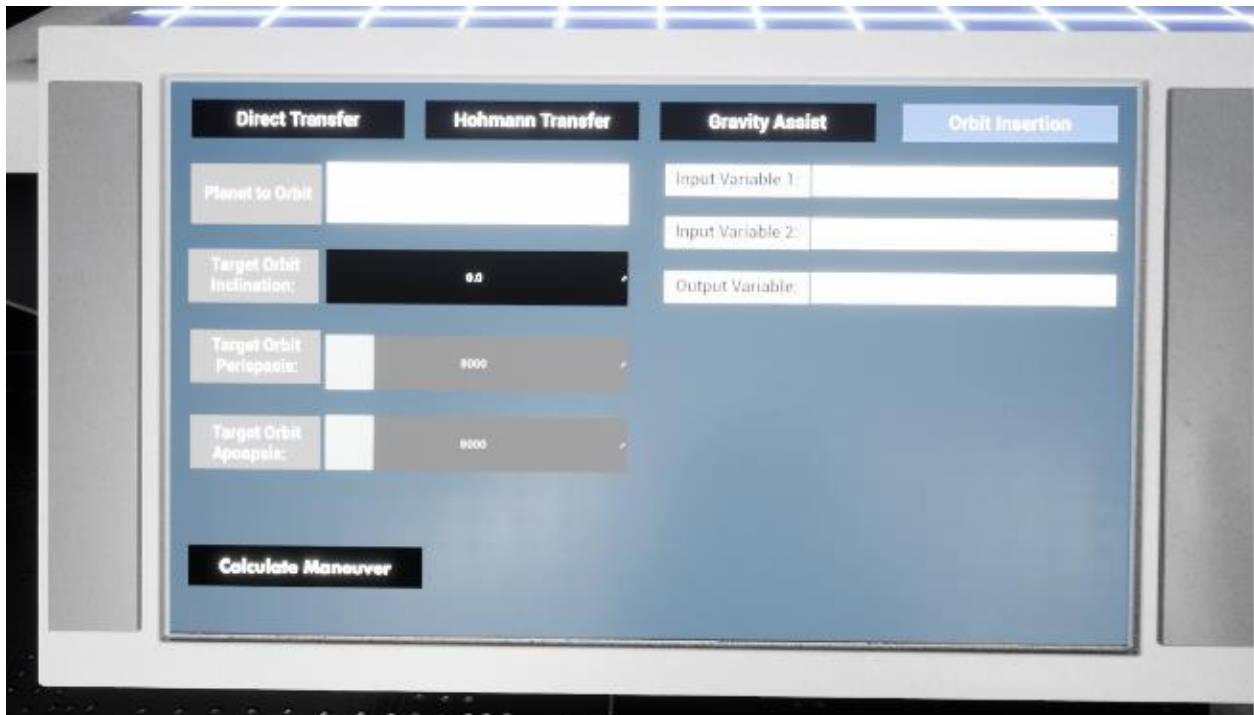 Direct Transfer
Hohmann Transfer
Gravity Assist
Orbit Insertion
Planet to Orbit
Input Variable 1:
Input Variable 2:
Target Orbit
Inclination:
0.0
Output Variable:
Target Orbit
Periapasis:
8000
Target Orbit
Apoapsis:
8000
Calculate Maneuver